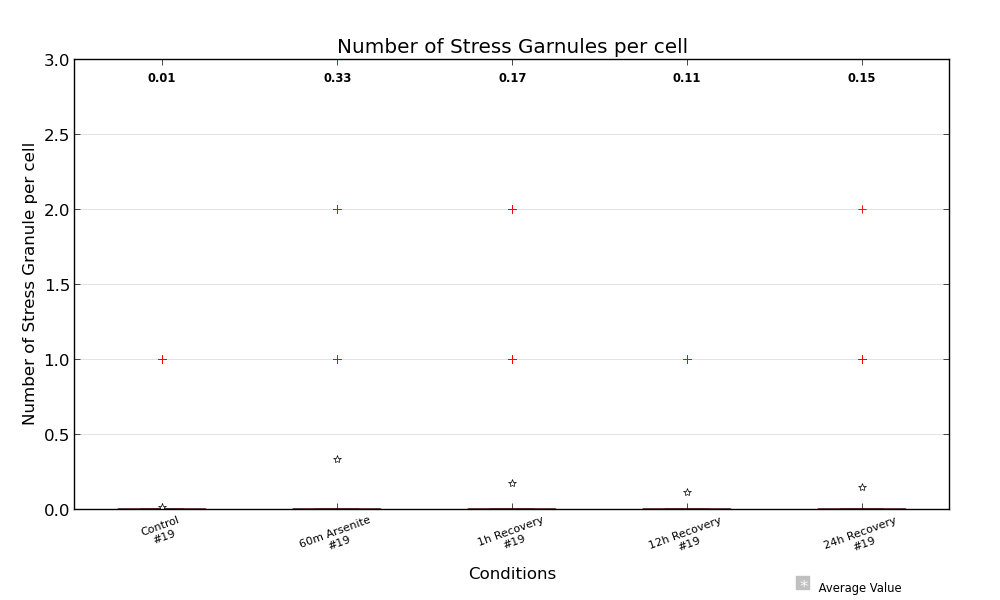 Number of Stress Garnules per cell
3.0
0.01 0.33 0.17 0.11 0.15
2.5
2.0
1.5
1.0
0.5
0.0
Number of Stress Granule per cell
Control
#19
60m Arsenite
#19
1h Recovery
#19
12h Recovery
#19
24h Recovery
#19
Conditions
* Average Value